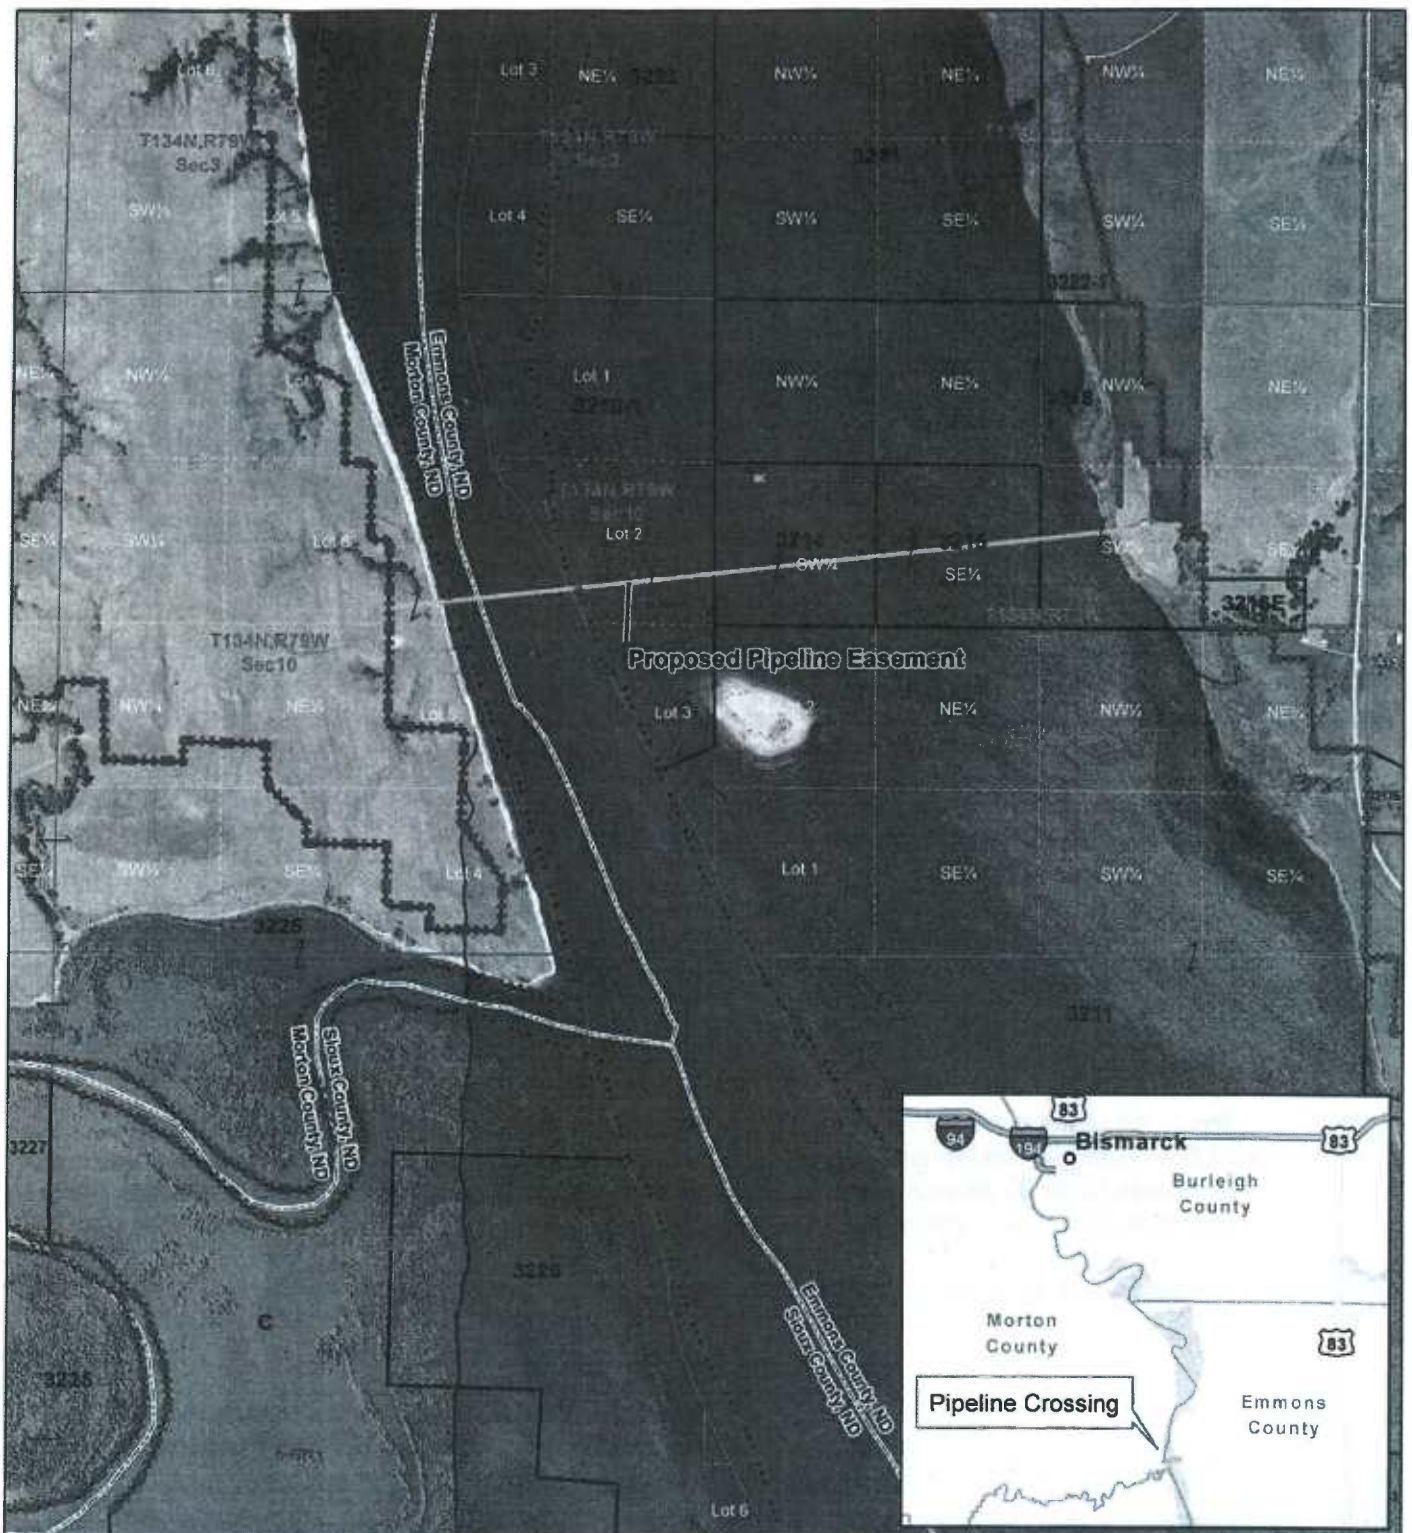 Lot 3
NE¼
NW¼
NE¼
NW¼
NE¼
T134N,R79W
Sec3
SW¼
Lot 5
Lot 4
SE¼
SW¼
SE¼
SW¼
SE¼
Emmons County, ND
Morton County, ND
NE¼
NW¼
Lot 1
NW¼
NE¼
NW¼
NE¼
T134N,R79W
SE¼
SW¼
Lot 6
Lot 2
SW¼
SE¼
SW¼
SE¼
3216E
T134N,R79W
Sec10
Proposed Pipeline Easement
NE¼
NW¼
NE¼
Lot 3
NE¼
NW¼
NE¼
SE¼
SW¼
SE¼
Lot 4
Lot 1
SE¼
SW¼
SE¼
3225
3211
Sioux County, ND
Morton County, ND
3227
3226
C
3225
Emmons County, ND
Sioux County, ND
Lot 6
83
94
194
Bismarck
83
Burleigh
County
Morton
County
83
Pipeline Crossing
Emmons
County